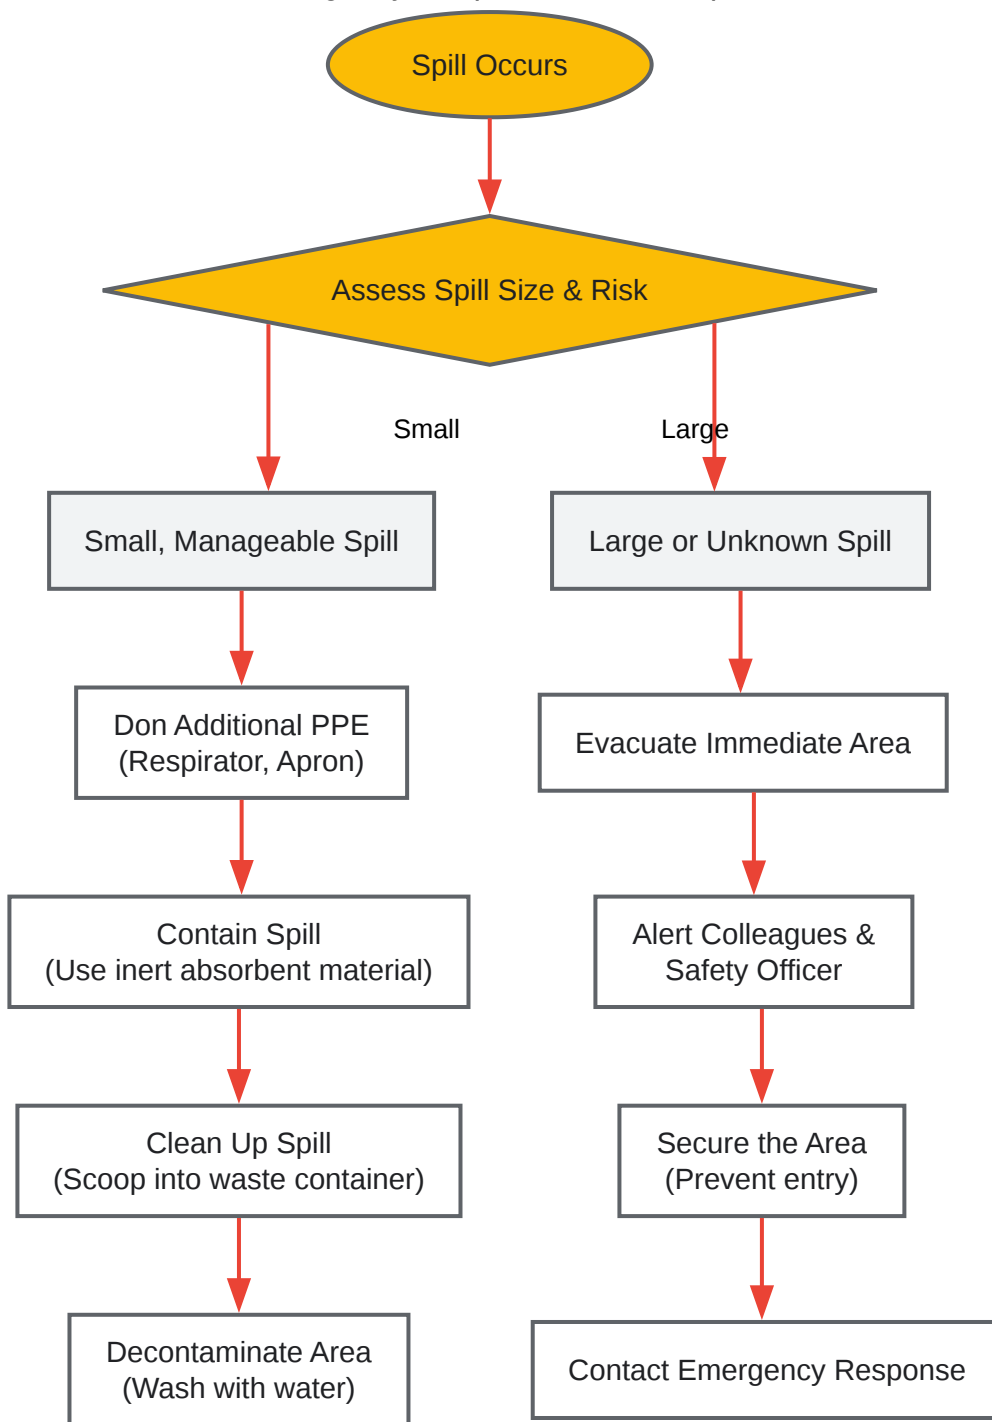 Spill Occurs
Assess Spill Size & Risk
Small
Large
Small, Manageable Spill
Large or Unknown Spill
Don Additional PPE
(Respirator, Apron)
Evacuate Immediate Area
Contain Spill
(Use inert absorbent material)
Alert Colleagues &
Safety Officer
Clean Up Spill
(Scoop into waste container)
Secure the Area
(Prevent entry)
Decontaminate Area
(Wash with water)
Contact Emergency Response